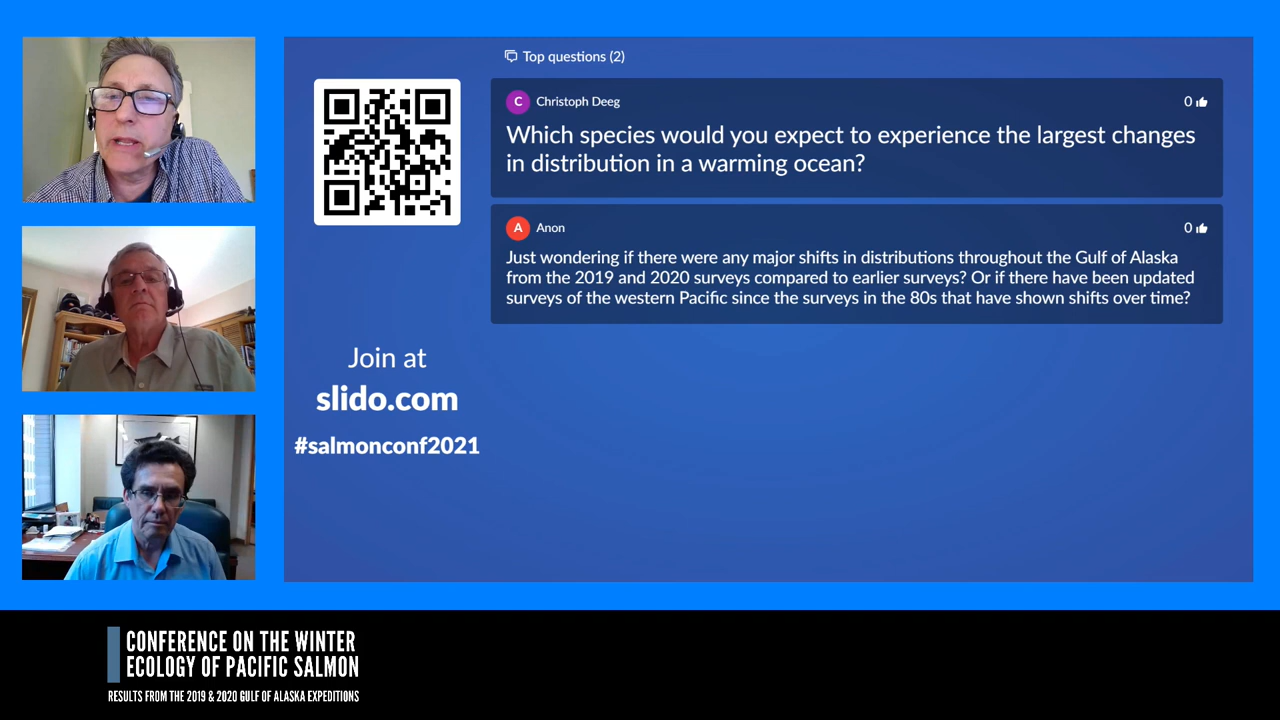 Top questions (2)
C Christoph Deeg 0
Which species would you expect to experience the largest changes
in distribution in a warming ocean?
A Anon 0
Just wondering if there were any major shifts in distributions throughout the Gulf of Alaska
from the 2019 and 2020 surveys compared to earlier surveys? Or if there have been updated
surveys of the western Pacific since the surveys in the 80s that have shown shifts over time?
Join at
slido.com
#salmonconf2021
CONFERENCE ON THE WINTER
ECOLOGY OF PACIFIC SALMON
RESULTS FROM THE 2019 & 2020 GULF OF ALASKA EXPEDITIONS